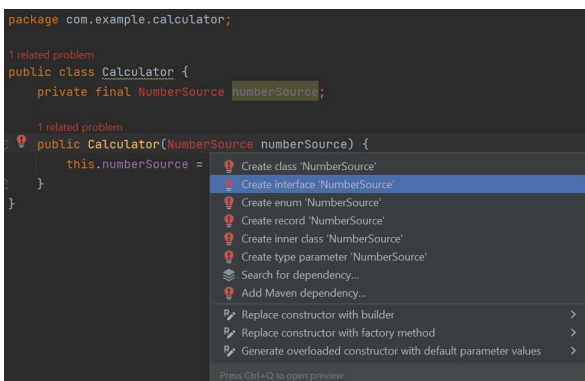 package com.example.calculator;
1 related problem
public class Calculator {
private final NumberSource numberSource;
1 related problem
public Calculator(NumberSource numberSource) {
this.numberSource =
}
}
Create class 'NumberSource'
Create interface 'NumberSource'
Create enum 'NumberSource'
Create record 'NumberSource'
Create inner class 'NumberSource'
Create type parameter 'NumberSource'
Search for dependency...
Add Maven dependency...
Replace constructor with builder
Replace constructor with factory method
Generate overloaded constructor with default parameter values
Press Ctrl+Q to open preview